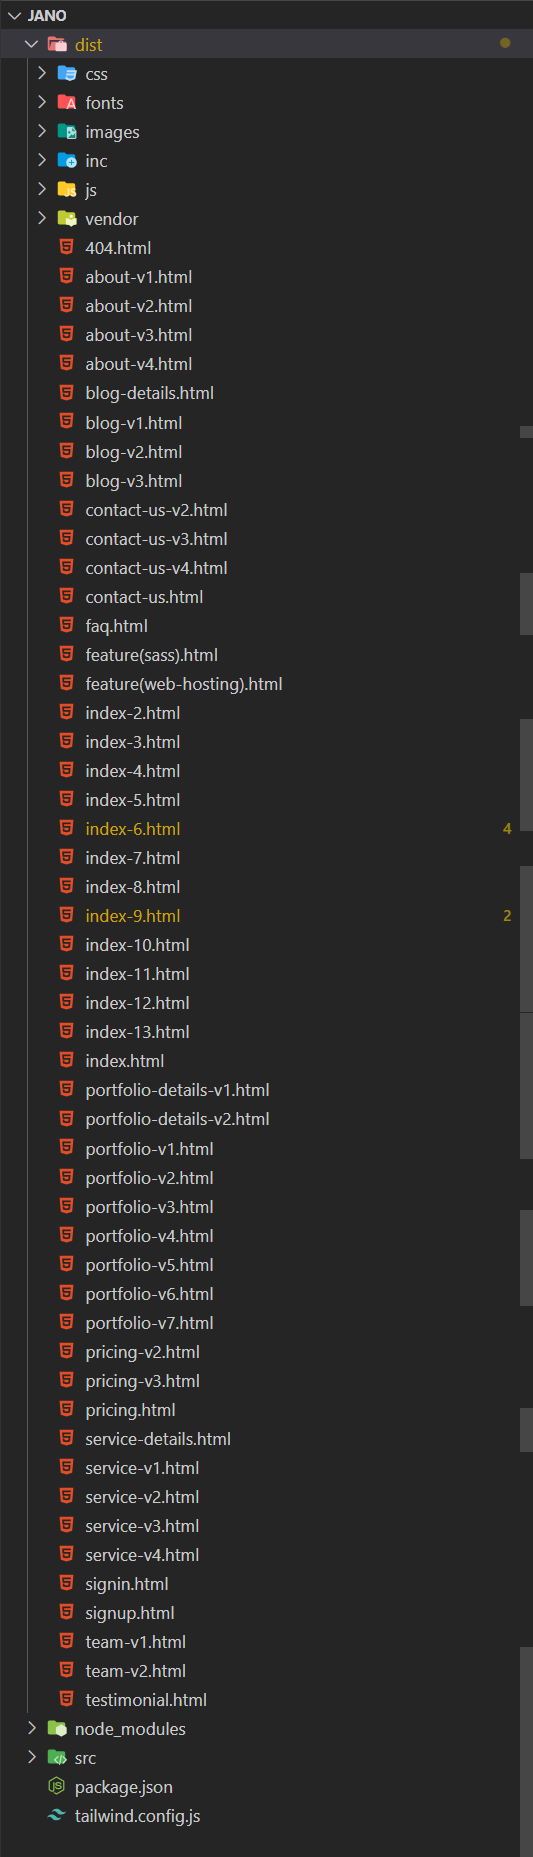 JANO
dist
css
fonts
images
inc
js
vendor
404.html
about-v1.html
about-v2.html
about-v3.html
about-v4.html
blog-details.html
blog-v1.html
blog-v2.html
blog-v3.html
contact-us-v2.html
contact-us-v3.html
contact-us-v4.html
contact-us.html
faq.html
feature(sass).html
feature(web-hosting).html
index-2.html
index-3.html
index-4.html
index-5.html
index-6.html 4
index-7.html
index-8.html
index-9.html 2
index-10.html
index-11.html
index-12.html
index-13.html
index.html
portfolio-details-v1.html
portfolio-details-v2.html
portfolio-v1.html
portfolio-v2.html
portfolio-v3.html
portfolio-v4.html
portfolio-v5.html
portfolio-v6.html
portfolio-v7.html
pricing-v2.html
pricing-v3.html
pricing.html
service-details.html
service-v1.html
service-v2.html
service-v3.html
service-v4.html
signin.html
signup.html
team-v1.html
team-v2.html
testimonial.html
node_modules
src
package.json
tailwind.config.js